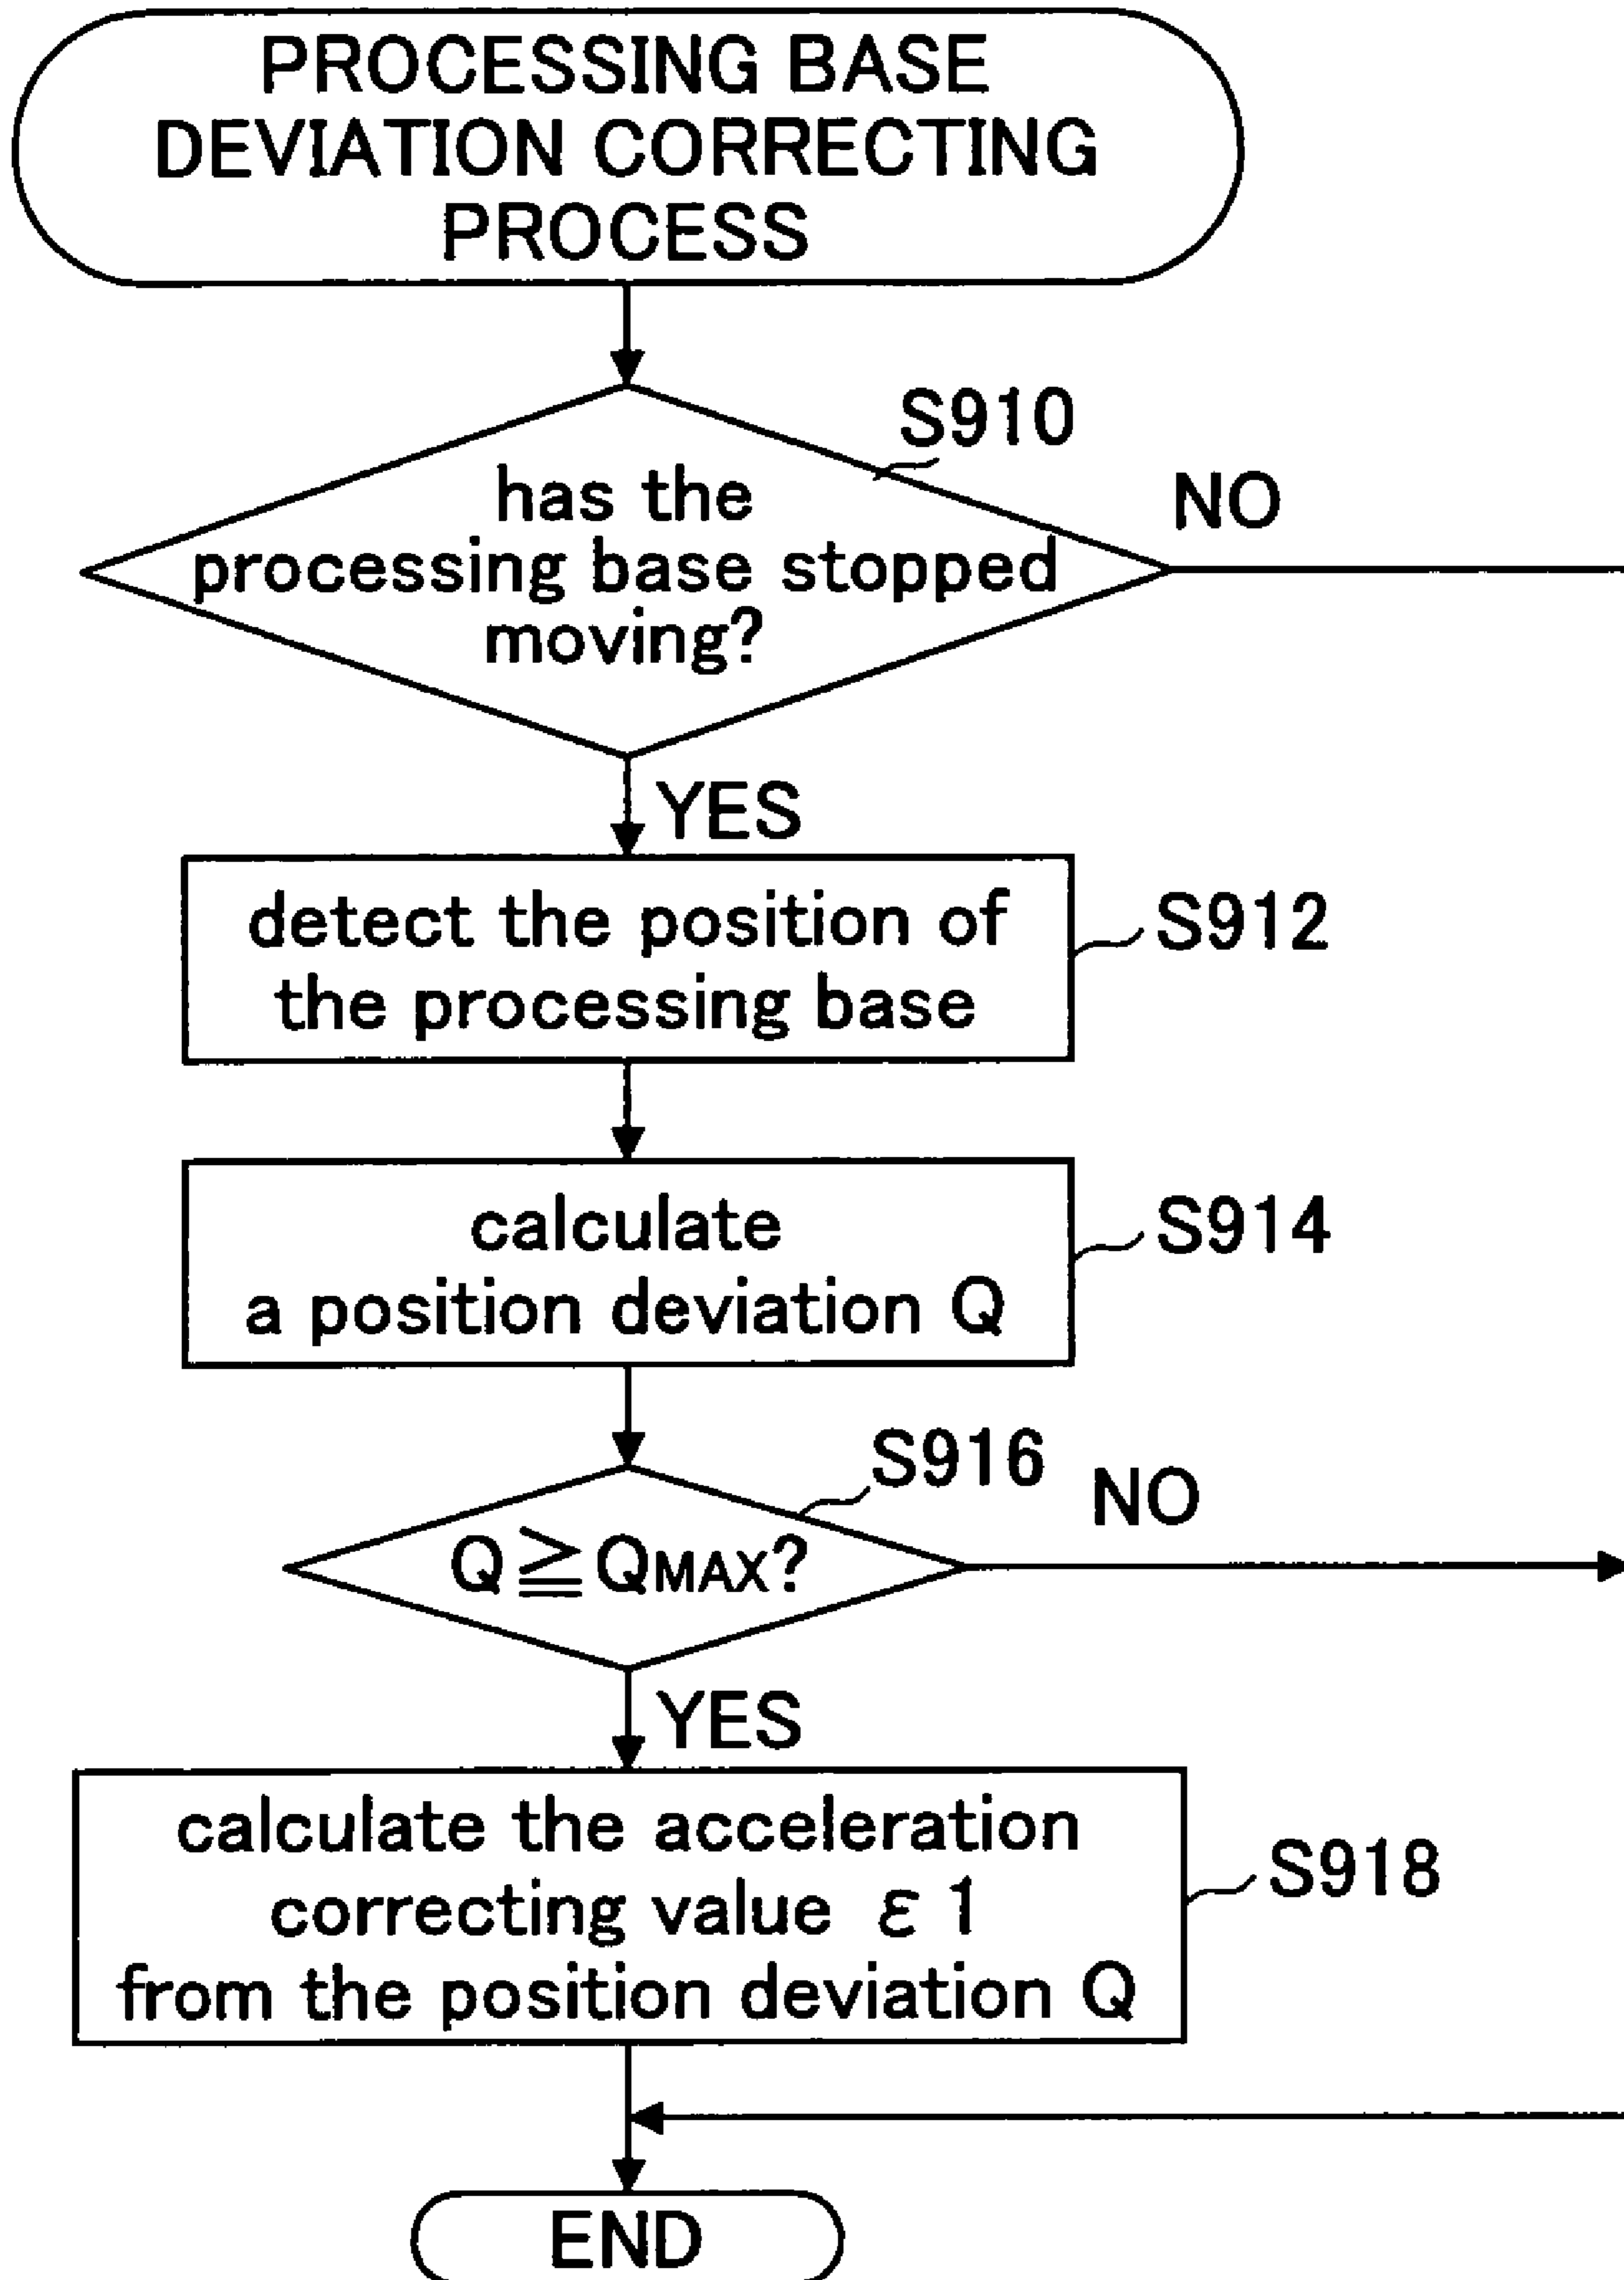 PROCESSING BASE
DEVIATION CORRECTING
PROCESS
S910
has the
processing base stopped
moving?
NO
YES
detect the position of
the processing base
S912
calculate
a position deviation Q
S914
S916
Q≧QMAX?
NO
YES
calculate the acceleration
correcting value ε1
from the position deviation Q
S918
END